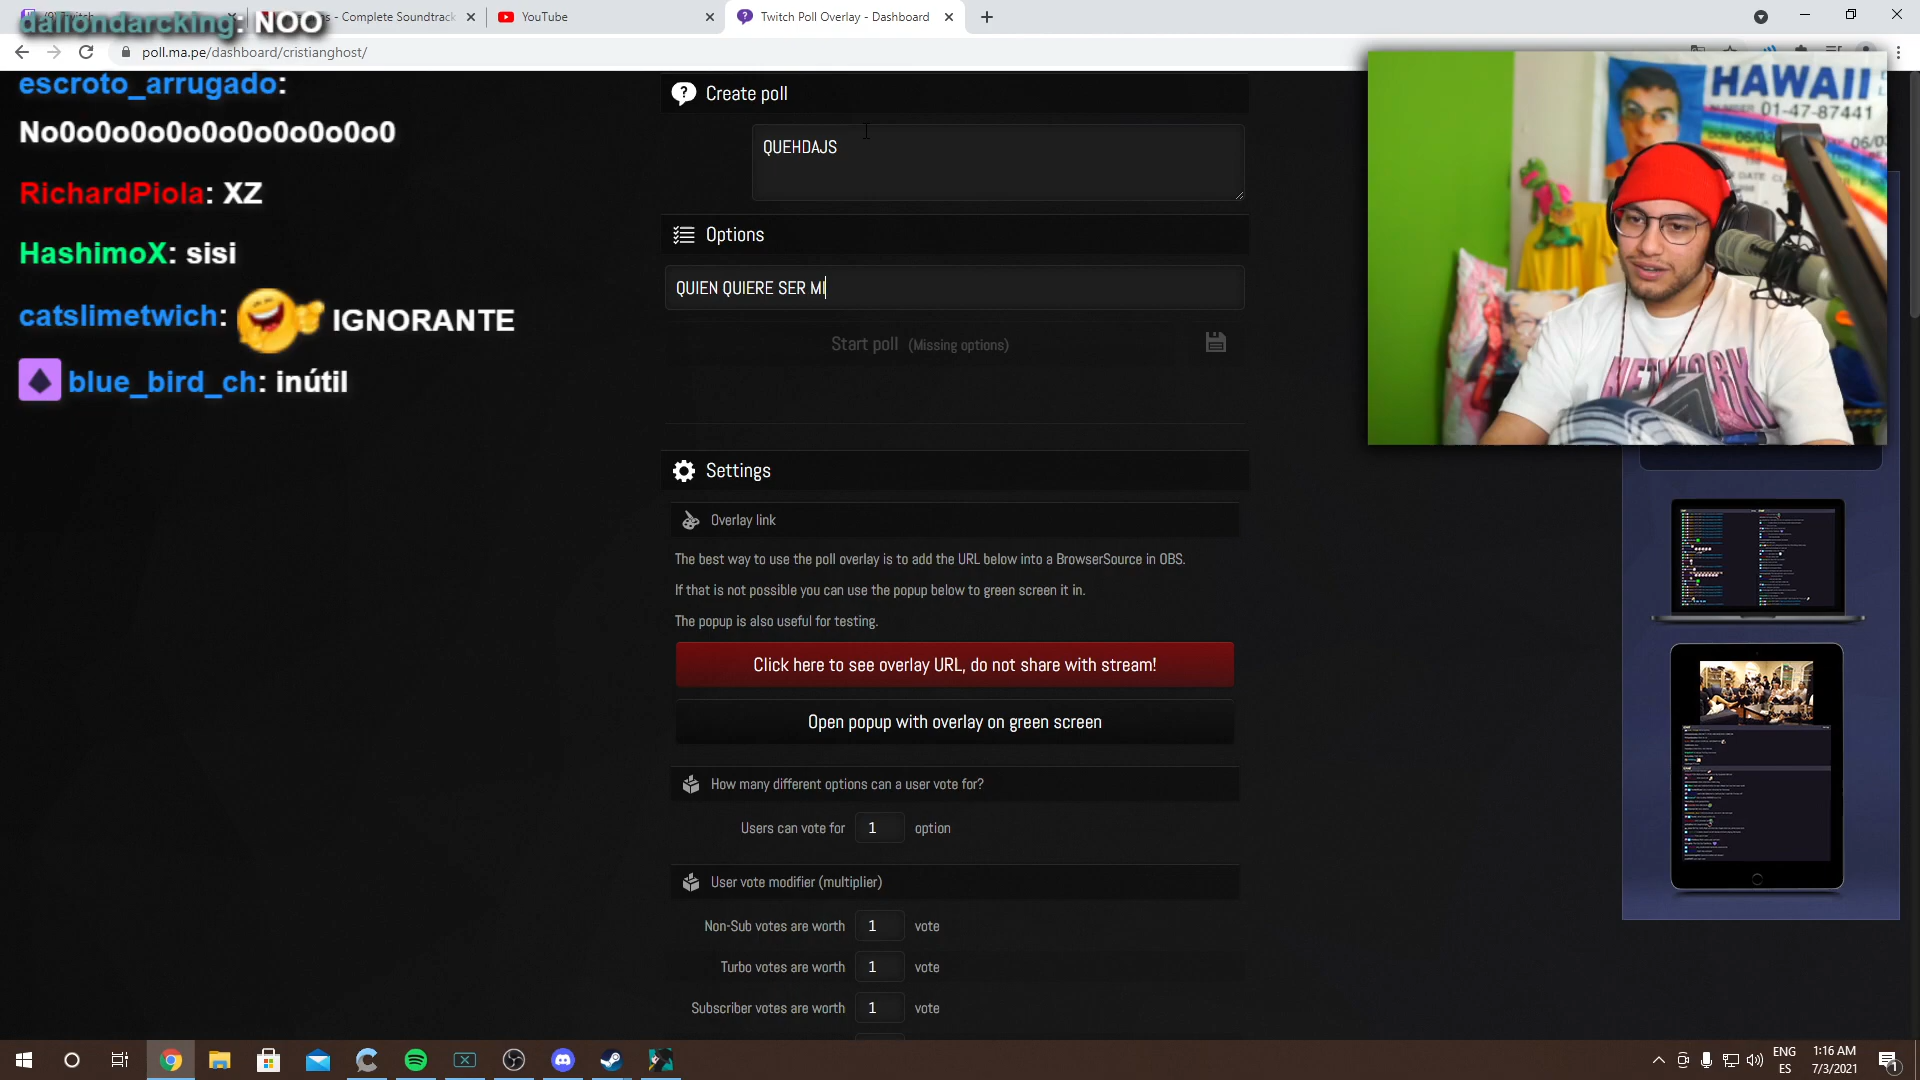 dallondarcking: NOO
- Complete Soundtrack
YouTube
Twitch Poll Overlay - Dashboard
poll.ma.pe/dashboard/cristianghost/
escroto_arrugado:
No0o0o0o0o0o0o0o0o0o0
RichardPiola: XZ
HashimoX: sisi
catslimetwich: IGNORANTE
blue_bird_ch: inútil
Create poll
QUEHDAJS
Options
QUIEN QUIERE SER MI
Start poll (Missing options)
Settings
Overlay link
The best way to use the poll overlay is to add the URL below into a BrowserSource in OBS.
If that is not possible you can use the popup below to green screen it in.
The popup is also useful for testing.
Click here to see overlay URL, do not share with stream!
Open popup with overlay on green screen
How many different options can a user vote for?
Users can vote for 1 option
User vote modifier (multiplier)
Non-Sub votes are worth 1 vote
Turbo votes are worth 1 vote
Subscriber votes are worth 1 vote
HAWAII
01-47-87441
NETWORK
ENG
ES
1:16 AM
7/3/2021